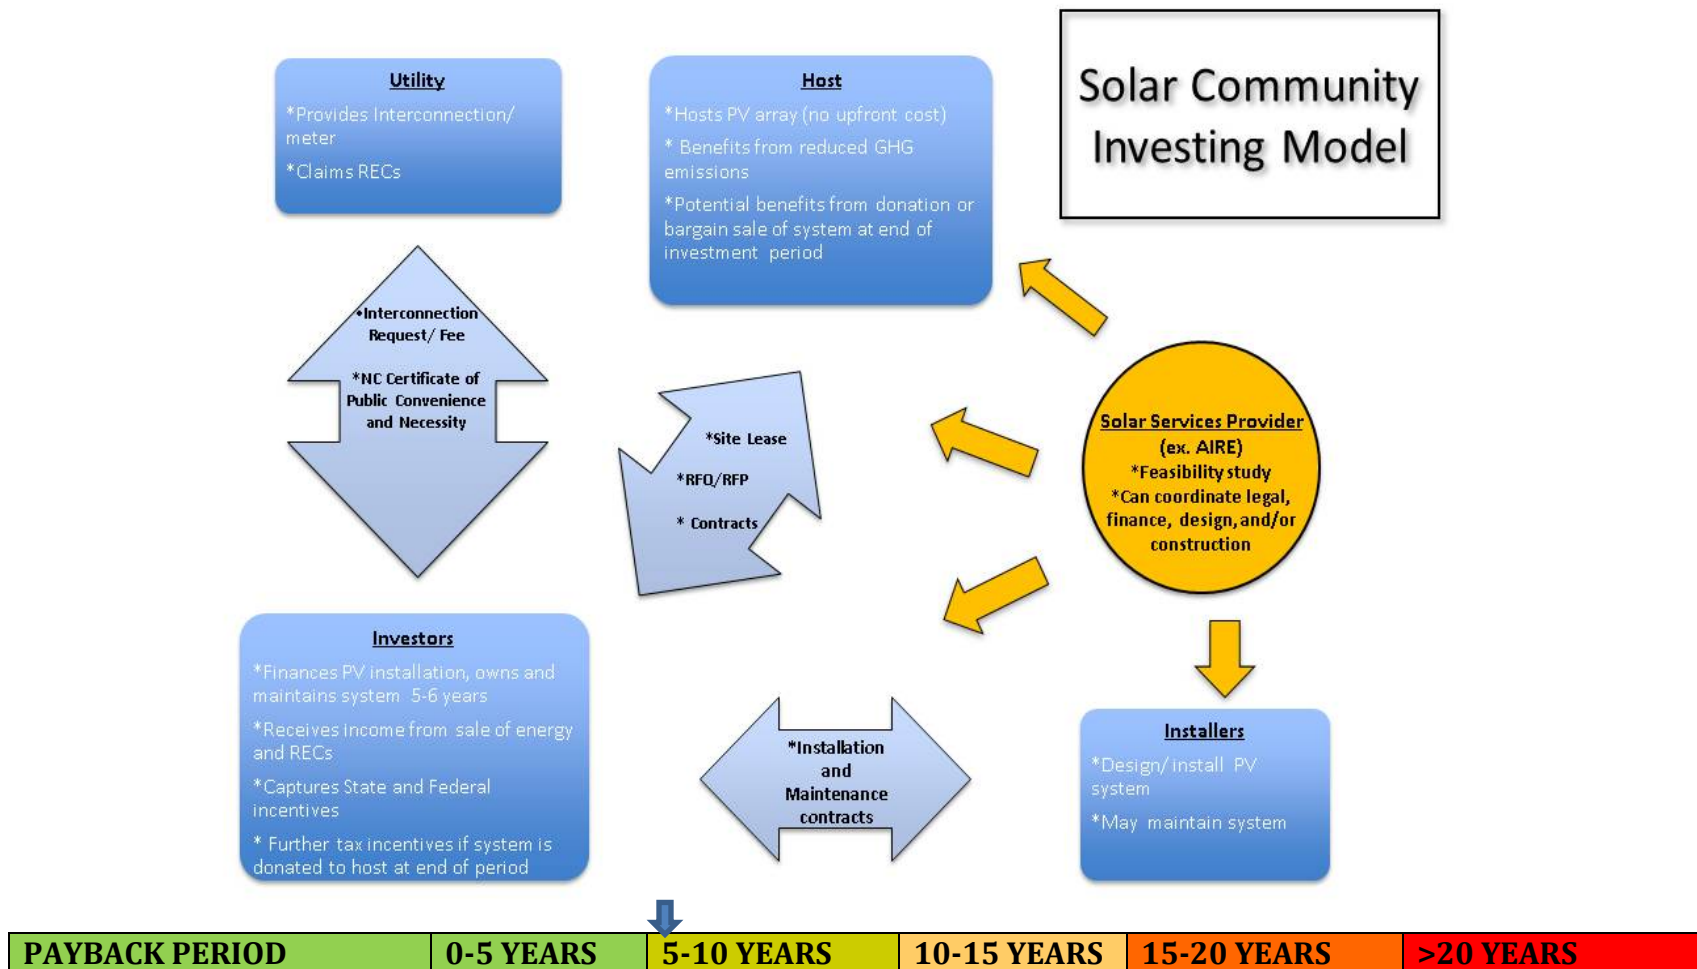 Solar Community
Investing Model
Utility
*Provides Interconnection/
meter
*Claims RECs
Host
*Hosts PV array (no upfront cost)
* Benefits from reduced GHG
emissions
*Potential benefits from donation or
bargain sale of system at end of
investment period
•Interconnection
Request/ Fee
*NC Certificate of
Public Convenience
and Necessity
*Site Lease
*RFQ/RFP
* Contracts
Solar Services Provider
(ex. AIRE)
*Feasibility study
*Can coordinate legal,
finance, design, and/or
construction
Investors
*Finances PV installation, owns and
maintains system 5-6 years
*Receives income from sale of energy
and RECs
*Captures State and Federal
incentives
* Further tax incentives if system is
donated to host at end of period
*Installation
and
Maintenance
contracts
Installers
*Design/ install PV
system
*May maintain system
PAYBACK PERIOD 0-5 YEARS 5-10 YEARS 10-15 YEARS 15-20 YEARS >20 YEARS